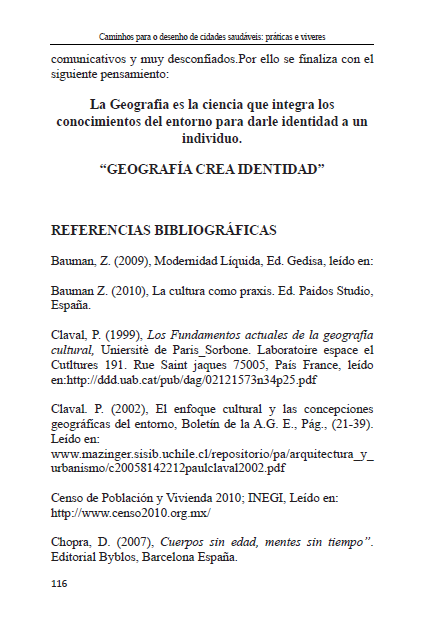 Caminhos para o desenho de cidades saudáveis: práticas e viveres
comunicativos y muy desconfiados.Por ello se finaliza con el
siguiente pensamiento:
La Geografia es la ciencia que integra los
conocimientos del entorno para darle identidad a un
individuo.
“GEOGRAFÍA CREA IDENTIDAD”
REFERENCIAS BIBLIOGRÁFICAS
Bauman, Z. (2009), Modernidad Líquida, Ed. Gedisa, leído en:
Bauman Z. (2010), La cultura como praxis. Ed. Paidos Studio,
España.
Claval, P. (1999), Los Fundamentos actuales de la geografía
cultural, Uniersitè de Paris_Sorbone. Laboratoire espace el
Cutltures 191. Rue Saint jaques 75005, País France, leído
en:http://ddd.uab.cat/pub/dag/02121573n34p25.pdf
Claval. P. (2002), El enfoque cultural y las concepciones
geográficas del entorno, Boletín de la A.G. E., Pág., (21-39).
Leído en:
www.mazinger.sisib.uchile.cl/repositorio/pa/arquitectura_y_
urbanismo/c20058142212paulclaval2002.pdf
Censo de Población y Vivienda 2010; INEGI, Leído en:
http://www.censo2010.org.mx/
Chopra, D. (2007), Cuerpos sin edad, mentes sin tiempo”.
Editorial Byblos, Barcelona España.
116